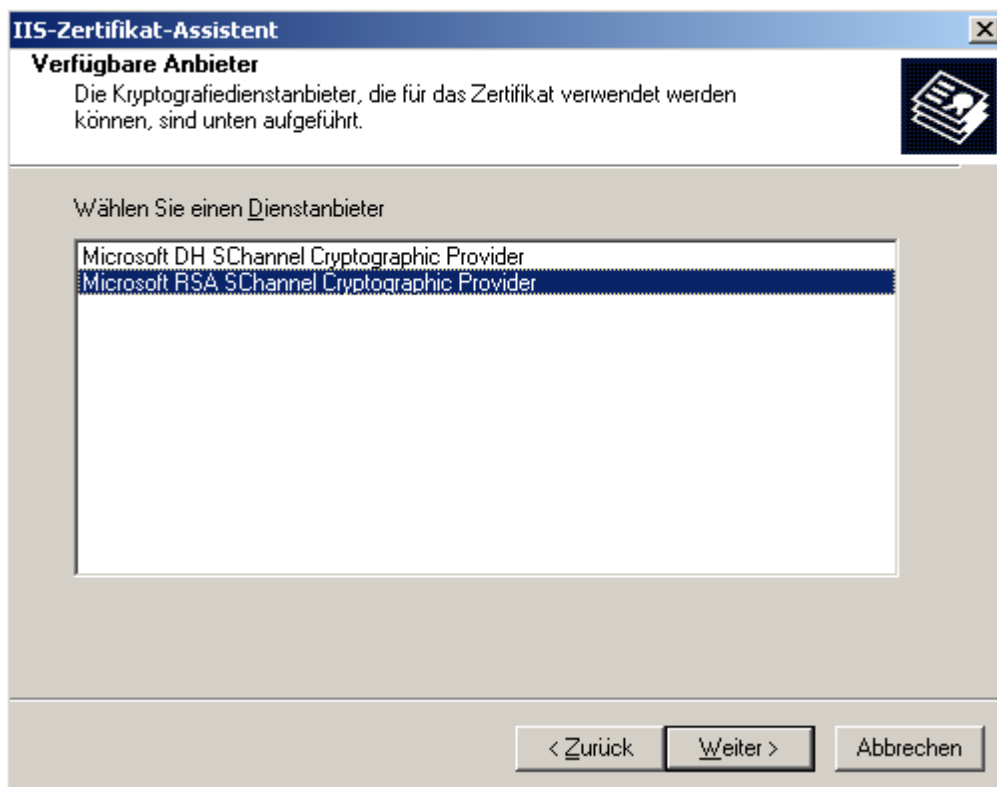 IIS-Zertifikat-Assistent
Verfügbare Anbieter
Die Kryptografiedienstanbieter, die für das Zertifikat verwendet werden
können, sind unten aufgeführt.
Wählen Sie einen Dienstanbieter
Microsoft DH SChannel Cryptographic Provider
Microsoft RSA SChannel Cryptographic Provider
< Zurück Weiter > Abbrechen